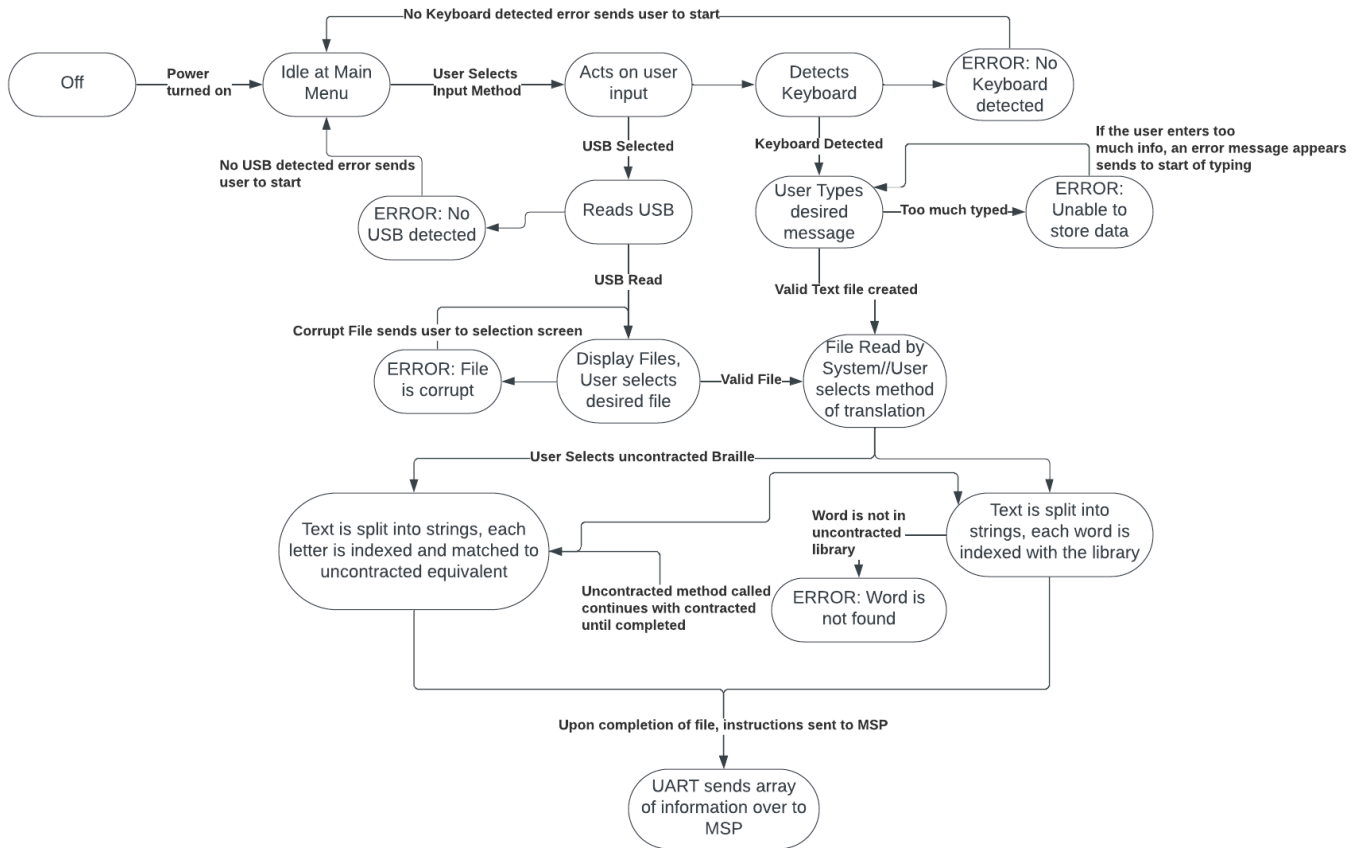 No Keyboard detected error sends user to start
Off
Power
turned on
Idle at Main
Menu
User Selects
Input Method
Acts on user
input
Detects
Keyboard
ERROR: No
Keyboard
detected
No USB detected error sends
user to start
USB Selected
Keyboard Detected
If the user enters too
much info, an error message appears
sends to start of typing
ERROR: No
USB detected
Reads USB
User Types
desired
message
Too much typed
ERROR:
Unable to
store data
USB Read
Valid Text file created
Corrupt File sends user to selection screen
ERROR: File
is corrupt
Display Files,
User selects
desired file
Valid File
File Read by
System//User
selects method
of translation
User Selects uncontracted Braille
Text is split into strings, each
letter is indexed and matched to
uncontracted equivalent
Word is not in
uncontracted
library
Text is split into
strings, each word is
indexed with the library
Uncontracted method called
continues with contracted
until completed
ERROR: Word is
not found
Upon completion of file, instructions sent to MSP
UART sends array
of information over to
MSP